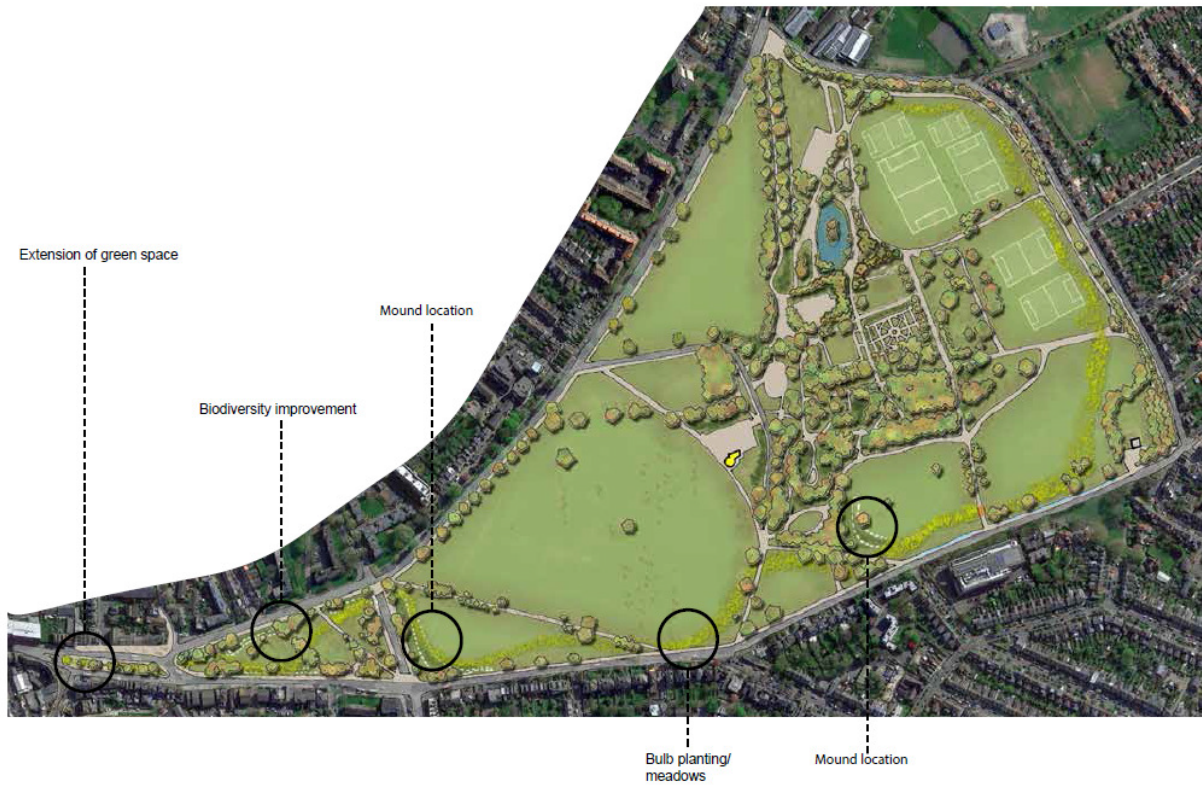 Extension of green space
Mound location
Biodiversity improvement
Bulb planting/
meadows
Mound location